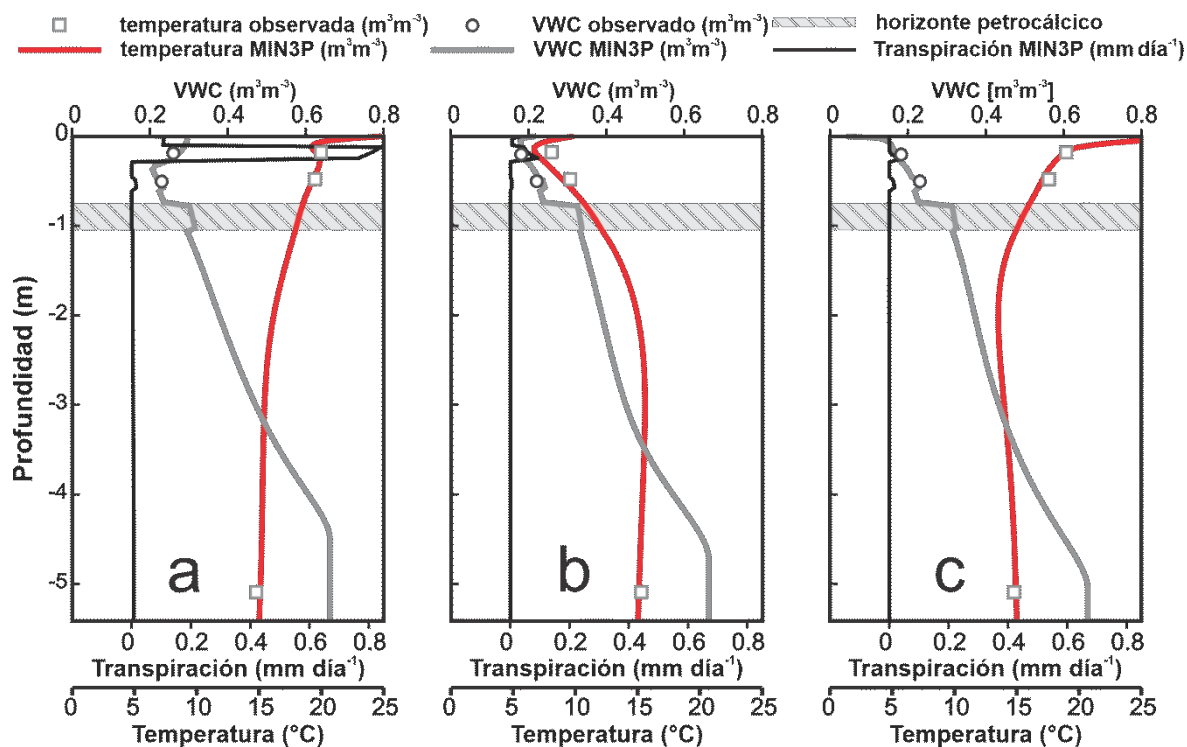 temperatura observada (m³m⁻³) VWC observado (m³m⁻³) horizonte petrocálcico
temperatura MIN3P (m³m⁻³) VWC MIN3P (m³m⁻³) Transpiración MIN3P (mm día⁻¹)
VWC (m³m⁻³) VWC (m³m⁻³) VWC [m³m⁻³]
0 0.2 0.4 0.6 0.8 0 0.2 0.4 0.6 0.8 0 0.2 0.4 0.6 0.8
0
-1
-2
-3
-4
-5
Profundidad (m)
a b c
0 0.2 0.4 0.6 0.8 0 0.2 0.4 0.6 0.8 0 0.2 0.4 0.6 0.8
Transpiración (mm día⁻¹) Transpiración (mm día⁻¹) Transpiración (mm día⁻¹)
0 5 10 15 20 25 0 5 10 15 20 25 0 5 10 15 20 25
Temperatura (°C) Temperatura (°C) Temperatura (°C)